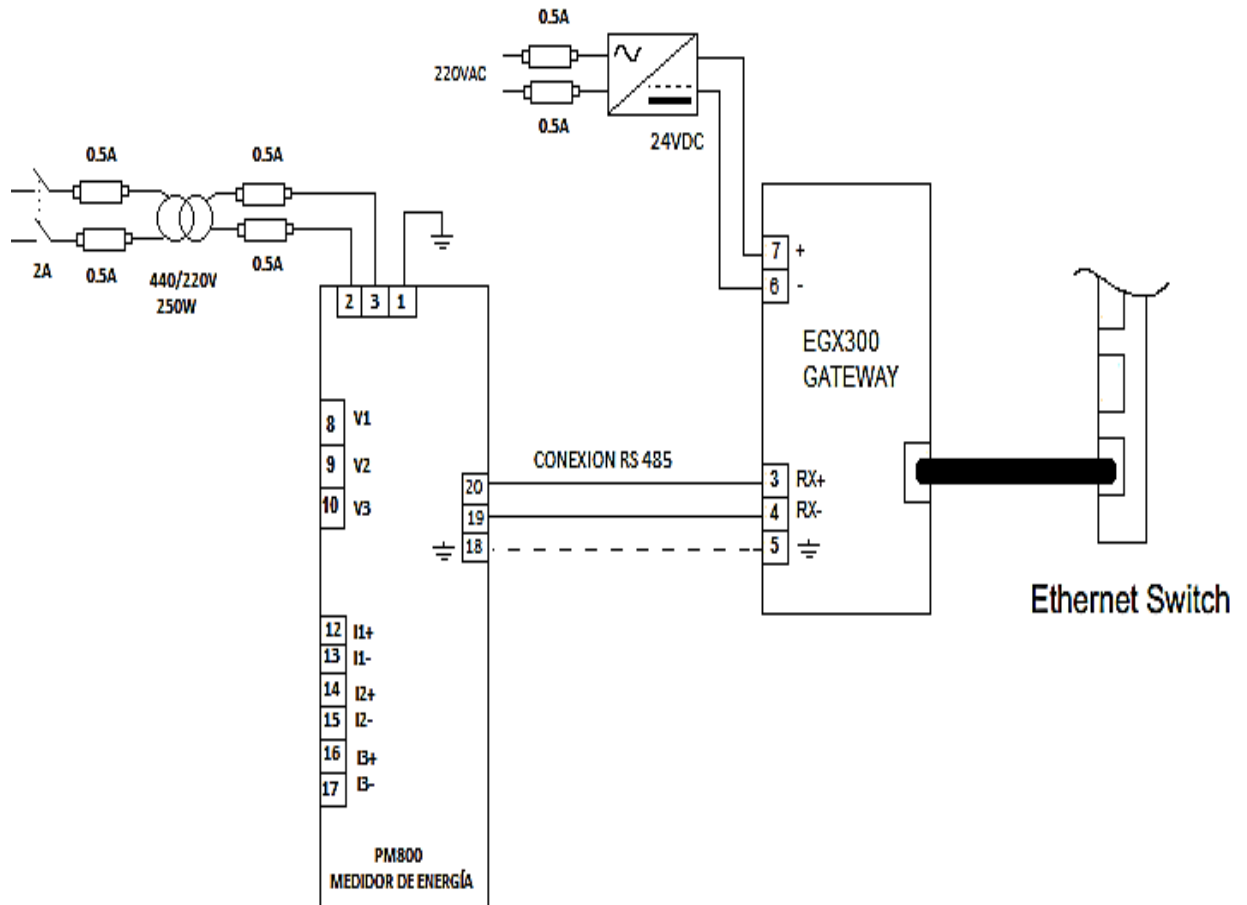 0.5A
220VAC
0.5A
24VDC
0.5A
0.5A
2A
0.5A
440/220V
250W
0.5A
2 3 1
7 +
6 -
EGX300
GATEWAY
8 V1
9 V2
10 V3
CONEXION RS 485
20
19
18
3 RX+
4 RX-
5
Ethernet Switch
12 I1+
13 I1-
14 I2+
15 I2-
16 I3+
17 I3-
PM800
MEDIDOR DE ENERGÍA